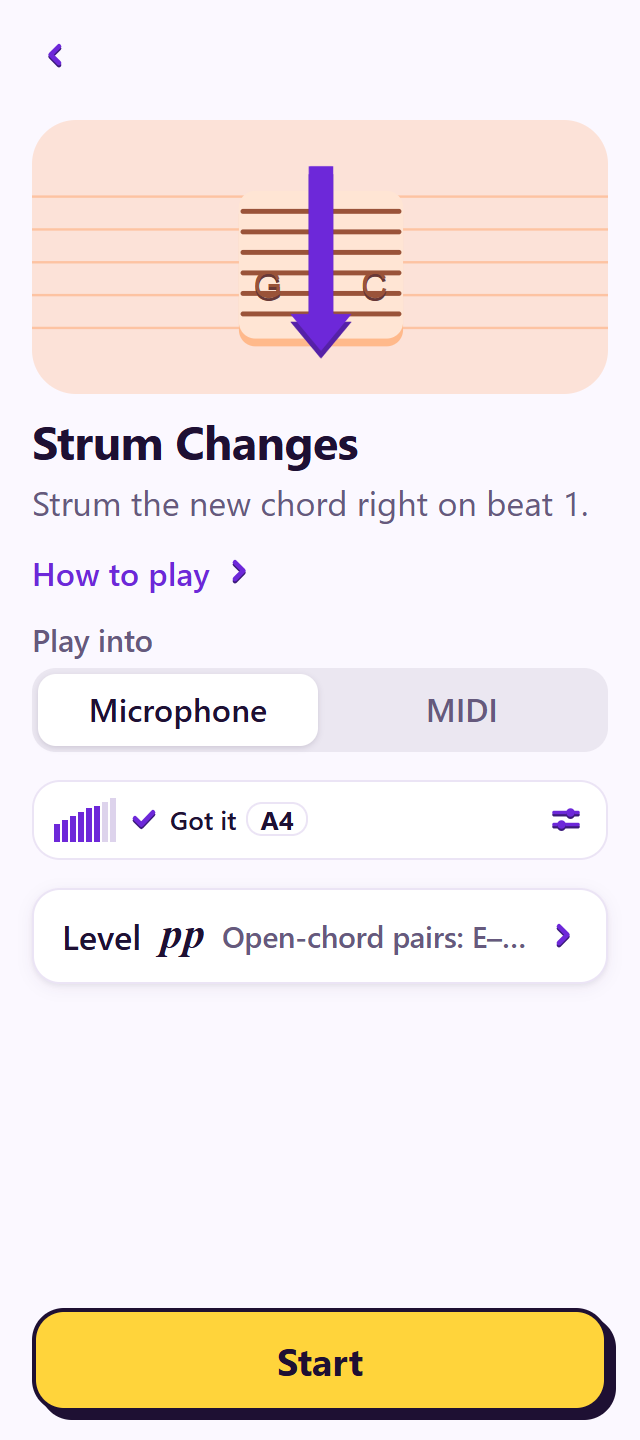 G C
Strum Changes
Strum the new chord right on beat 1.
How to play
Play into
Microphone MIDI
Got it A4
Level pp Open-chord pairs: E–…
Start